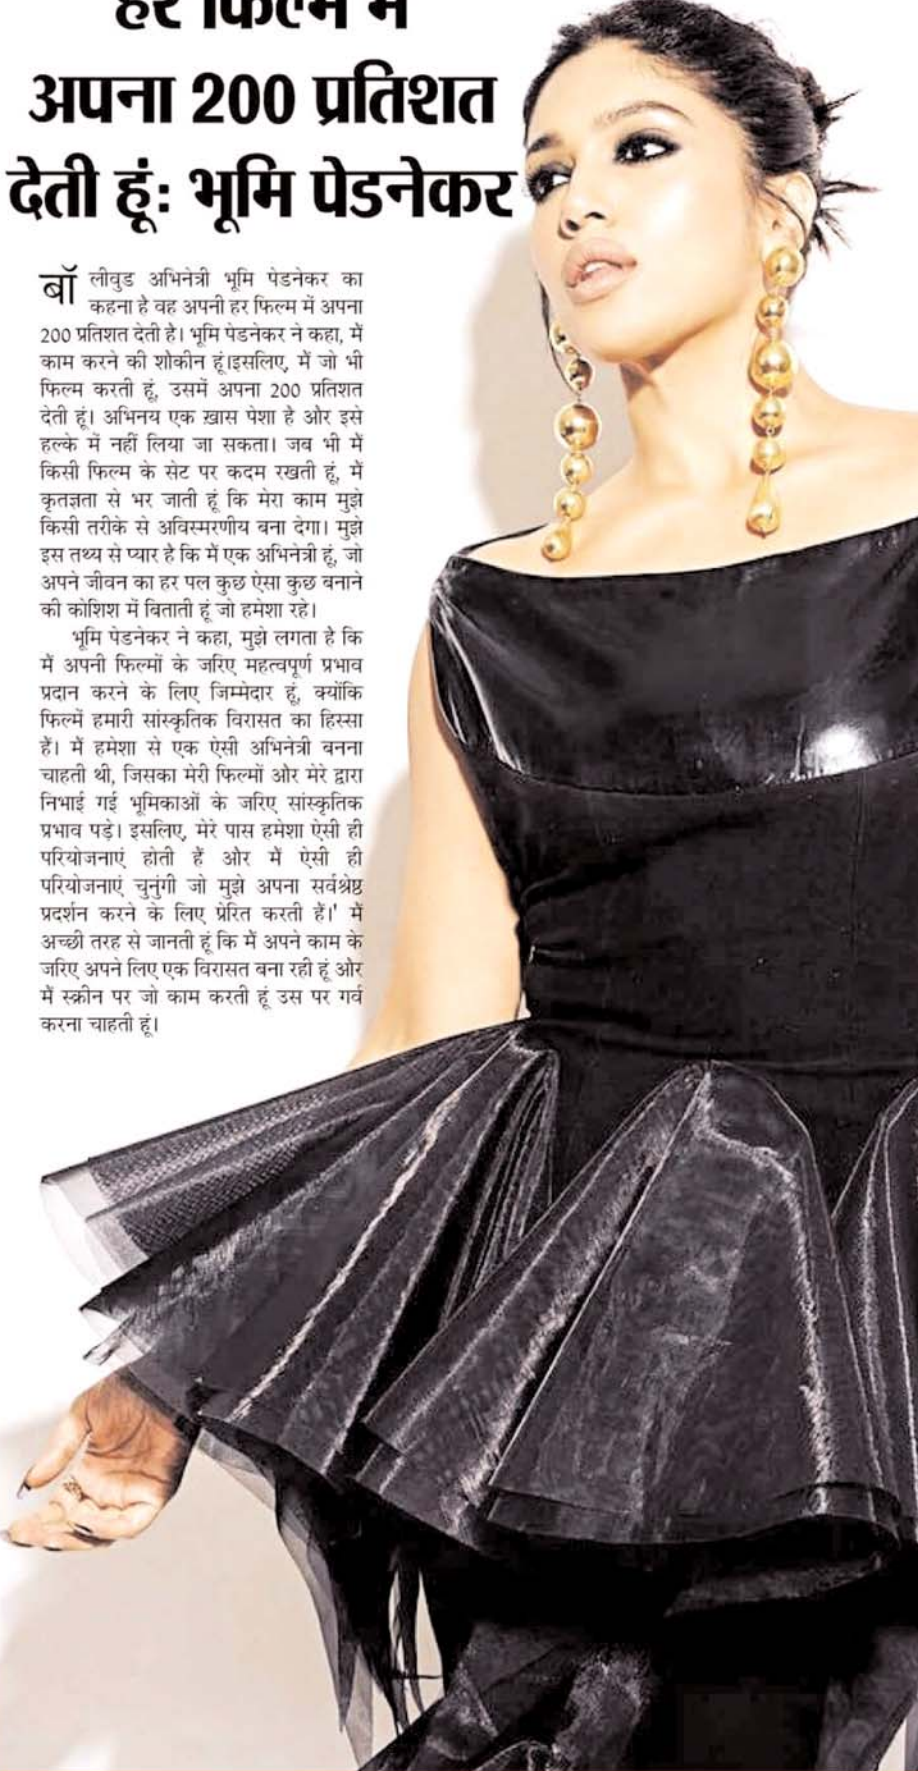 हर फिल्म में
अपना 200 प्रतिशत
देती हूं: भूमि पेडनेकर
बॉलीवुड अभिनेत्री भूमि पेडनेकर का
कहना है वह अपनी हर फिल्म में अपना
200 प्रतिशत देती है। भूमि पेडनेकर ने कहा, मैं
काम करने की शोकीन हूं।इसलिए, मैं जो भी
फिल्म करती हूं, उसमें अपना 200 प्रतिशत
देती हूं। अभिनय एक ख़ास पेशा है और इसे
हल्के में नहीं लिया जा सकता। जब भी मैं
किसी फिल्म के सेट पर कदम रखती हूं, मैं
कृतज्ञता से भर जाती हूं कि मेरा काम मुझे
किसी तरीके से अविस्मरणीय बना देगा। मुझे
इस तथ्य से प्यार है कि मैं एक अभिनेत्री हूं, जो
अपने जीवन का हर पल कुछ ऐसा कुछ बनाने
की कोशिश में बिताती हूं जो हमेशा रहे।
भूमि पेडनेकर ने कहा, मुझे लगता है कि
मैं अपनी फिल्मों के जरिए महत्वपूर्ण प्रभाव
प्रदान करने के लिए जिम्मेदार हूं, क्योंकि
फिल्में हमारी सांस्कृतिक विरासत का हिस्सा
हैं। मैं हमेशा से एक ऐसी अभिनेत्री बनना
चाहती थी, जिसका मेरी फिल्मों और मेरे द्वारा
निभाई गई भूमिकाओं के जरिए सांस्कृतिक
प्रभाव पड़े। इसलिए, मेरे पास हमेशा ऐसी ही
परियोजनाएं होती हैं और मैं ऐसी ही
परियोजनाएं चुनुंगी जो मुझे अपना सर्वश्रेष्ठ
प्रदर्शन करने के लिए प्रेरित करती हैं।' मैं
अच्छी तरह से जानती हूं कि मैं अपने काम के
जरिए अपने लिए एक विरासत बना रही हूं और
मैं स्क्रीन पर जो काम करती हूं उस पर गर्व
करना चाहती हूं।